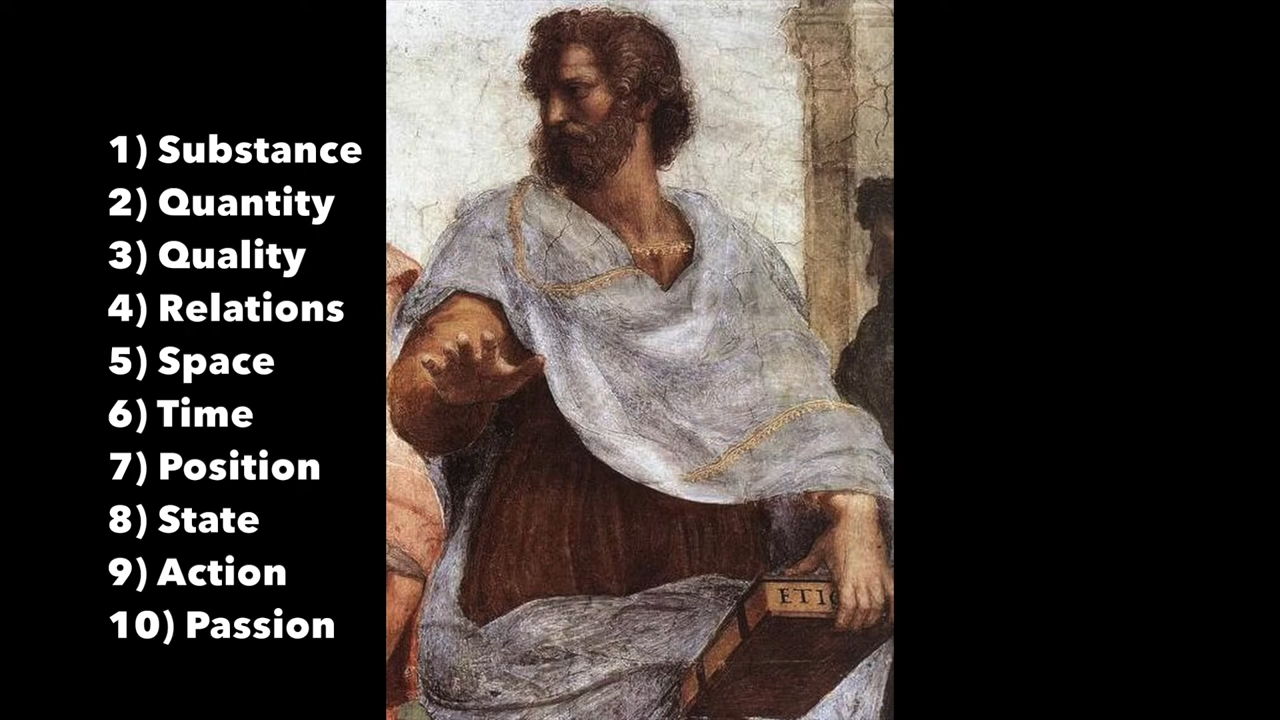 1) Substance
2) Quantity
3) Quality
4) Relations
5) Space
6) Time
7) Position
8) State
9) Action
10) Passion
ETI